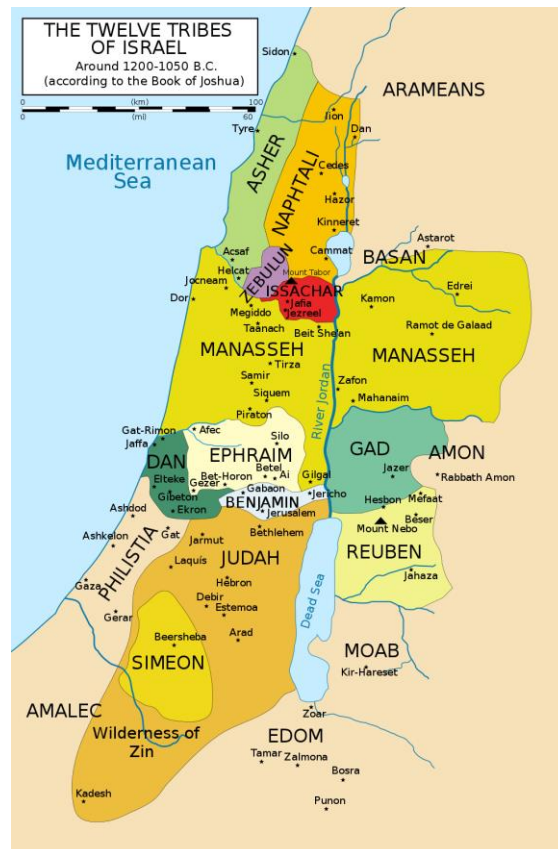 THE TWELVE TRIBES
OF ISRAEL
Around 1200-1050 B.C.
(according to the Book of Joshua)
0 (km) 100
0 (mi) 60
Sidon
ARAMEANS
Tyre
Ijon
Dan
Mediterranean
Sea
ASHER
NAPHTALI
Cedes
Hazor
Kinneret
Astarot
Acsaf
Cammat
BASAN
Helcat
ZEBULUN
Mount Tabor
Jocneam
ISSACHAR
Edrei
Dor
Jafia
Kamon
Megiddo
Jezreel
Taanach
Beit She'an
Ramot de Galaad
MANASSEH
MANASSEH
Tirza
Samir
Zafon
Siquem
Mahanaim
Piraton
River Jordan
Gat-Rimon
Afec
Jaffa
Silo
GAD
AMON
DAN
EPHRAIM
Betel
Jazer
Elteke
Bet-Horon
Ai
Gilgal
Rabbath Amon
Gezer
Gabaon
Gibeton
BENJAMIN
Jericho
Mefaat
Ashdod
Ekron
Jerusalem
Hesbon
Beser
Mount Nebo
Gat
Bethlehem
Ashkelon
Jarmut
REUBEN
PHILISTIA
JUDAH
Laquís
Jahaza
Gaza
Hebron
Debir
Dead Sea
Gerar
Estemoa
Beersheba
Arad
MOAB
SIMEON
Kir-Hareset
AMALEC
Zoar
Wilderness of
Zin
EDOM
Tamar
Zalmona
Bosra
Kadesh
Punon